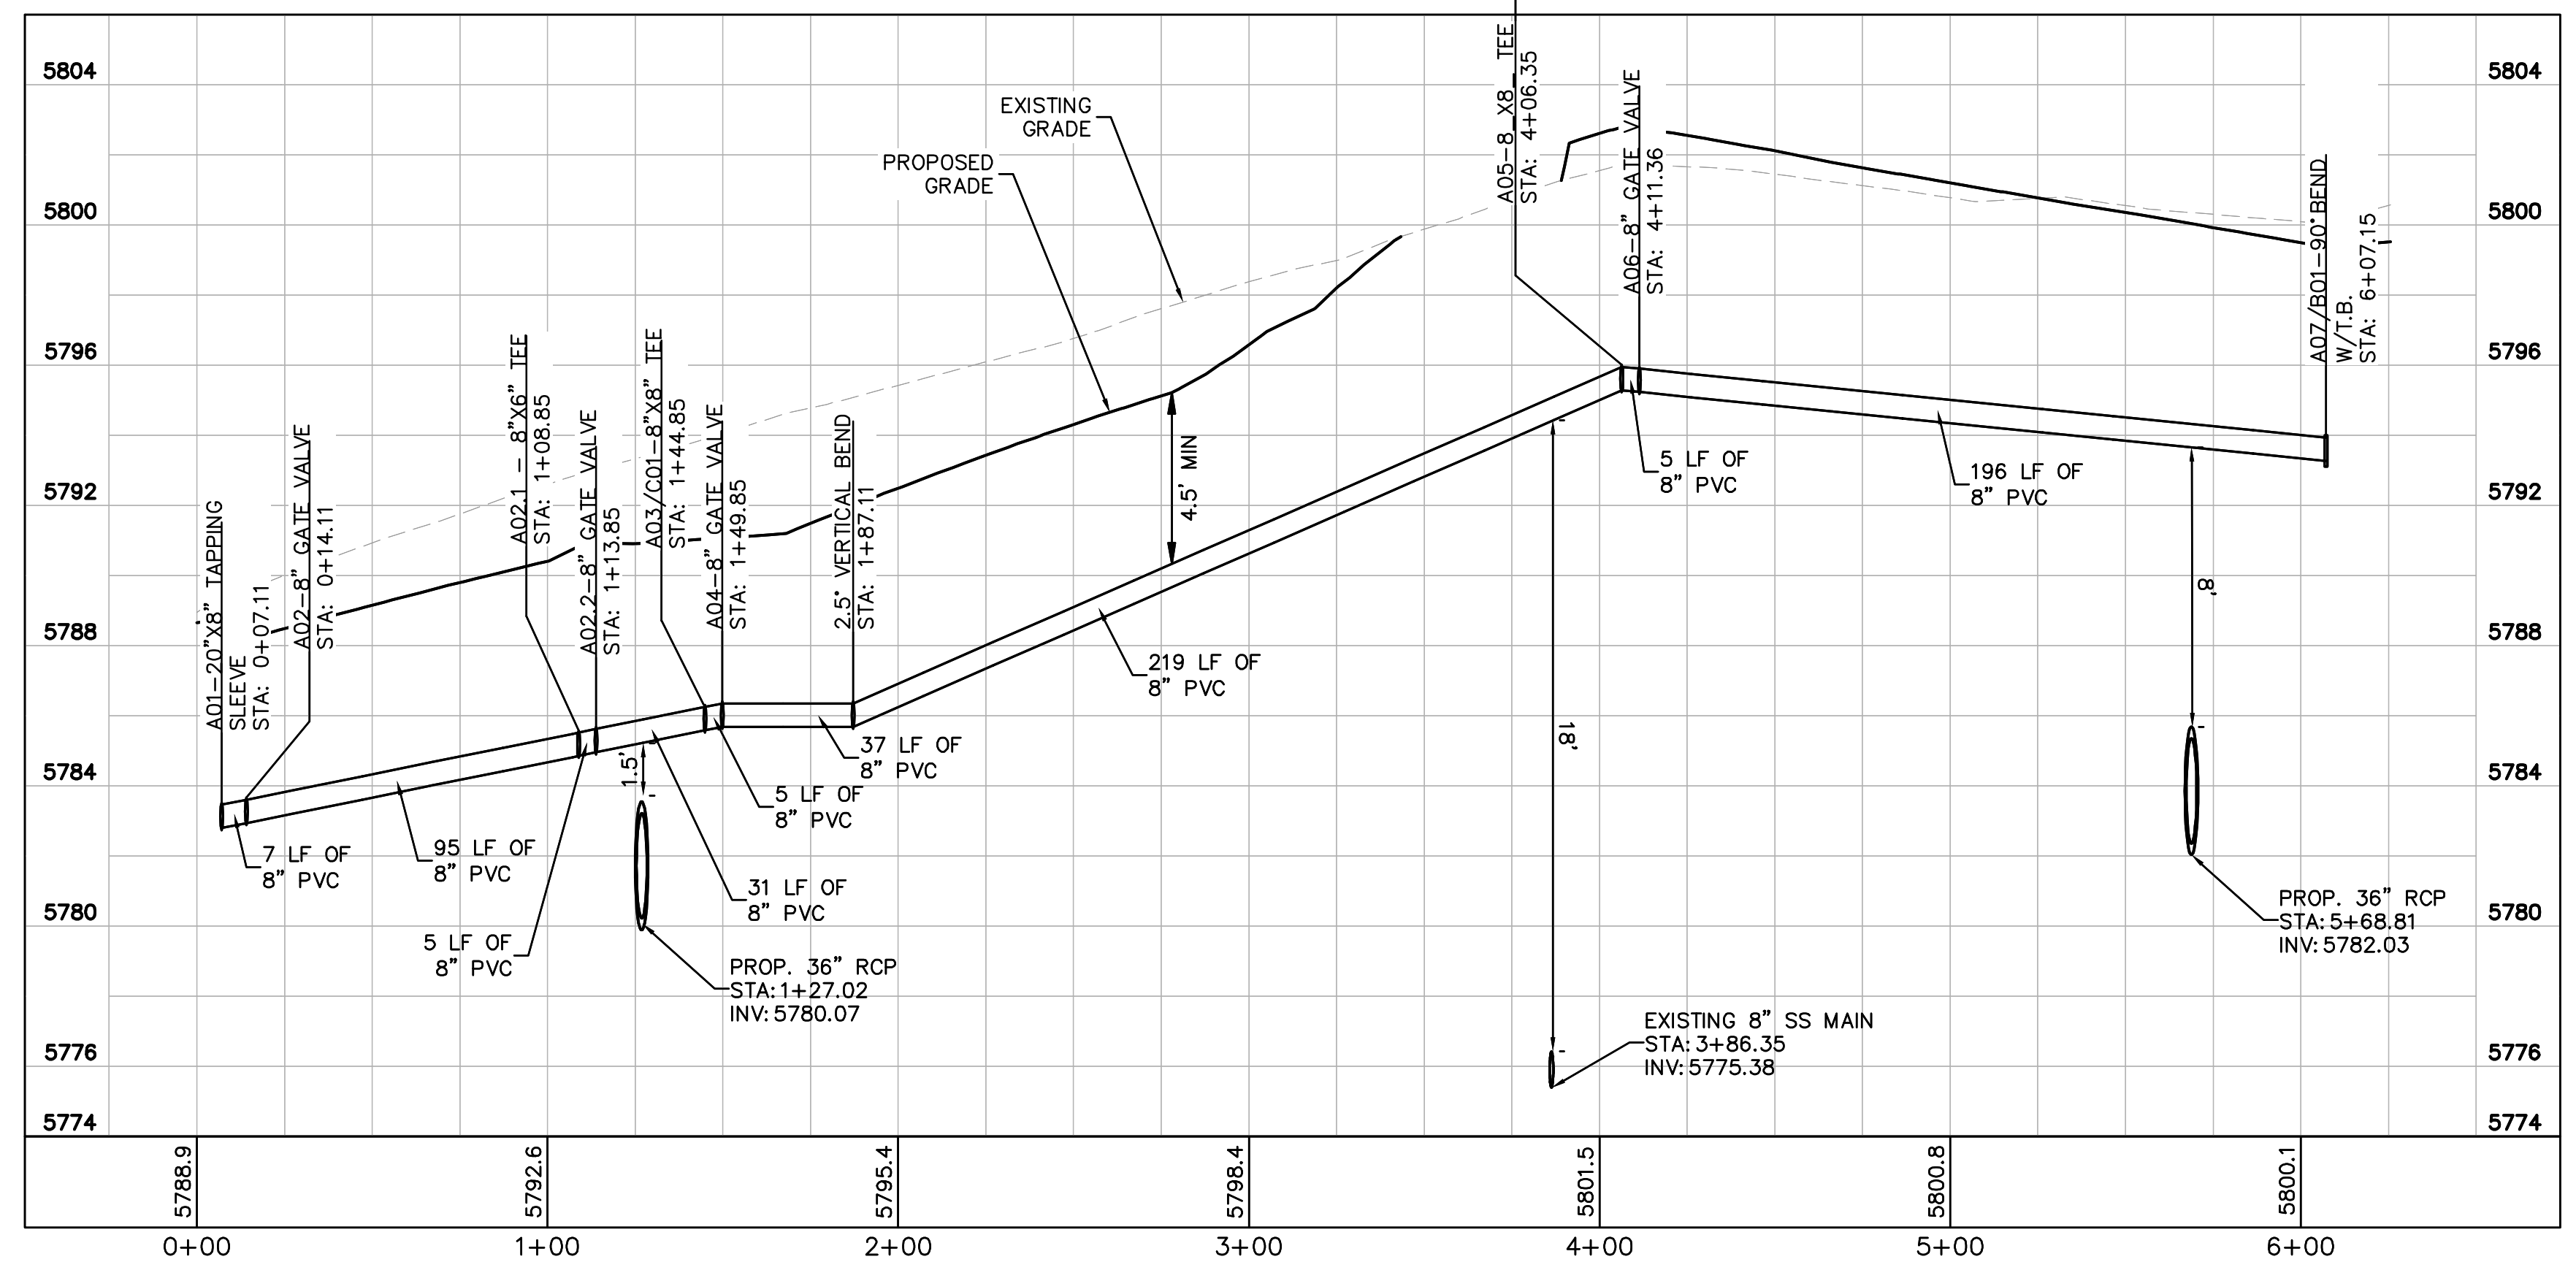 5804
5800
5796
5792
5788
5784
5780
5776
5774
5804
5800
5796
5792
5788
5784
5780
5776
5774
EXISTING
GRADE
PROPOSED
GRADE
A01-20"X8" TAPPING
SLEEVE
STA: 0+07.11
A02-8" GATE VALVE
STA: 0+14.11
A02.1 - 8"X6" TEE
STA: 1+08.85
A02.2-8" GATE VALVE
STA: 1+13.85
A03/C01-8"X8" TEE
STA: 1+44.85
A04-8" GATE VALVE
STA: 1+49.85
2.5° VERTICAL BEND
STA: 1+87.11
A05-8_X8_ TEE
STA: 4+06.35
A06-8" GATE VALVE
STA: 4+11.36
A07/B01-90° BEND
W/T.B.
STA: 6+07.15
4.5' MIN
1.5'
18'
8'
7 LF OF
8" PVC
95 LF OF
8" PVC
5 LF OF
8" PVC
31 LF OF
8" PVC
5 LF OF
8" PVC
37 LF OF
8" PVC
219 LF OF
8" PVC
5 LF OF
8" PVC
196 LF OF
8" PVC
PROP. 36" RCP
STA: 1+27.02
INV: 5780.07
EXISTING 8" SS MAIN
STA: 3+86.35
INV: 5775.38
PROP. 36" RCP
STA: 5+68.81
INV: 5782.03
5788.9
5792.6
5795.4
5798.4
5801.5
5800.8
5800.1
0+00
1+00
2+00
3+00
4+00
5+00
6+00